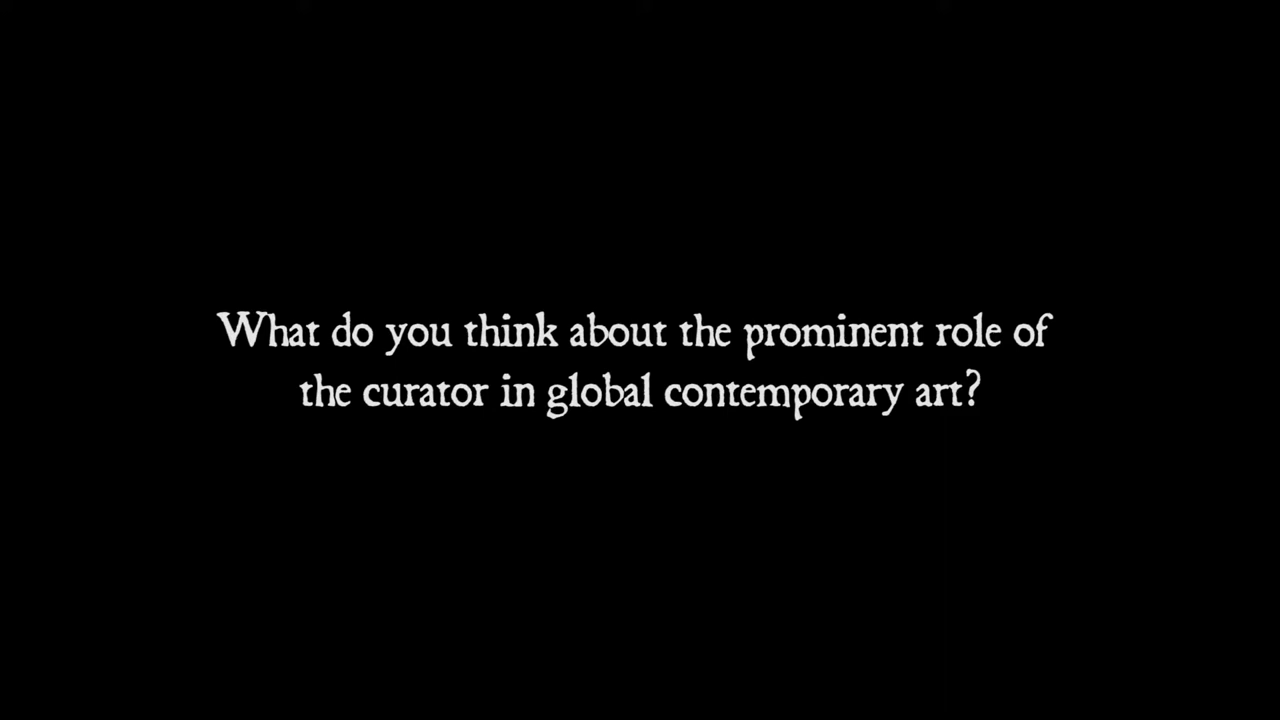 What do you think about the prominent role of
the curator in global contemporary art?